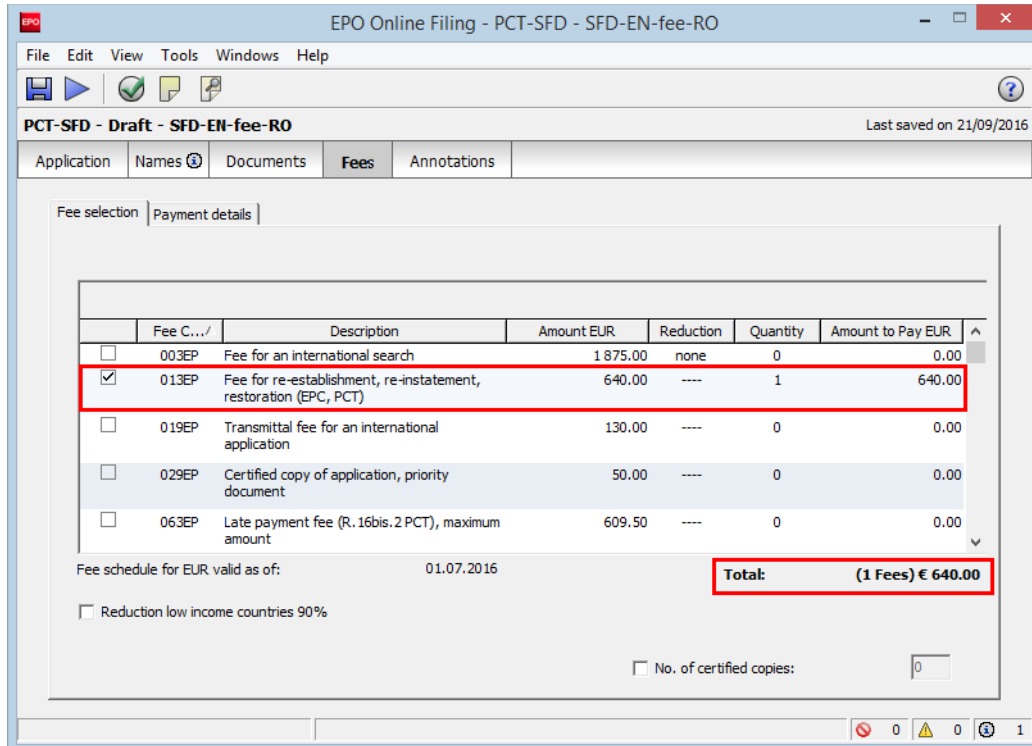 EPO
EPO Online Filing - PCT-SFD - SFD-EN-fee-RO
File Edit View Tools Windows Help
PCT-SFD - Draft - SFD-EN-fee-RO Last saved on 21/09/2016
Application Names Documents Fees Annotations
Fee selection Payment details
Fee C... Description Amount EUR Reduction Quantity Amount to Pay EUR
003EP Fee for an international search 1 875.00 none 0 0.00
013EP Fee for re-establishment, re-instatement, 640.00 ---- 1 640.00
restoration (EPC, PCT)
019EP Transmittal fee for an international 130.00 ---- 0 0.00
application
029EP Certified copy of application, priority 50.00 ---- 0 0.00
document
063EP Late payment fee (R.16bis.2 PCT), maximum 609.50 ---- 0 0.00
amount
Fee schedule for EUR valid as of: 01.07.2016 Total: (1 Fees) € 640.00
Reduction low income countries 90%
No. of certified copies: 0
0 0 1